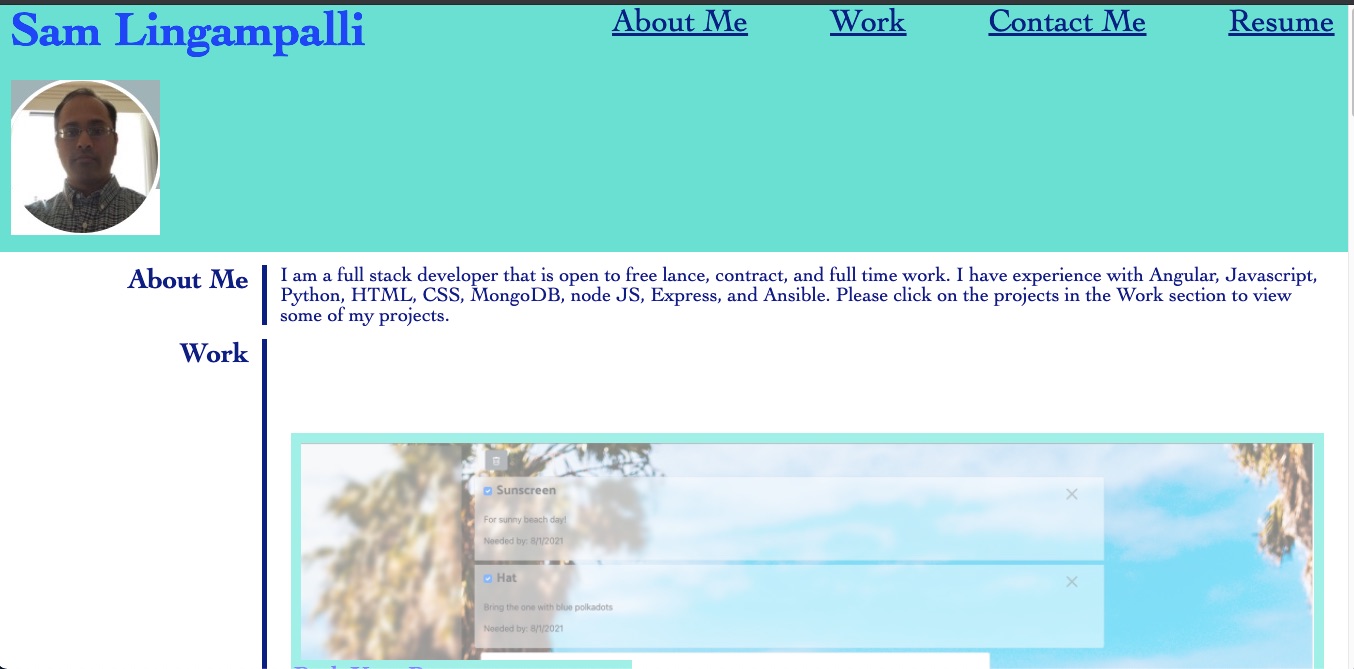 Sam Lingampalli
About Me Work Contact Me Resume
About Me
I am a full stack developer that is open to free lance, contract, and full time work. I have experience with Angular, Javascript,
Python, HTML, CSS, MongoDB, node JS, Express, and Ansible. Please click on the projects in the Work section to view
some of my projects.
Work
Sunscreen
For sunny beach day!
Needed by: 8/1/2021
Hat
Bring the one with blue polkadots
Needed by: 8/1/2021